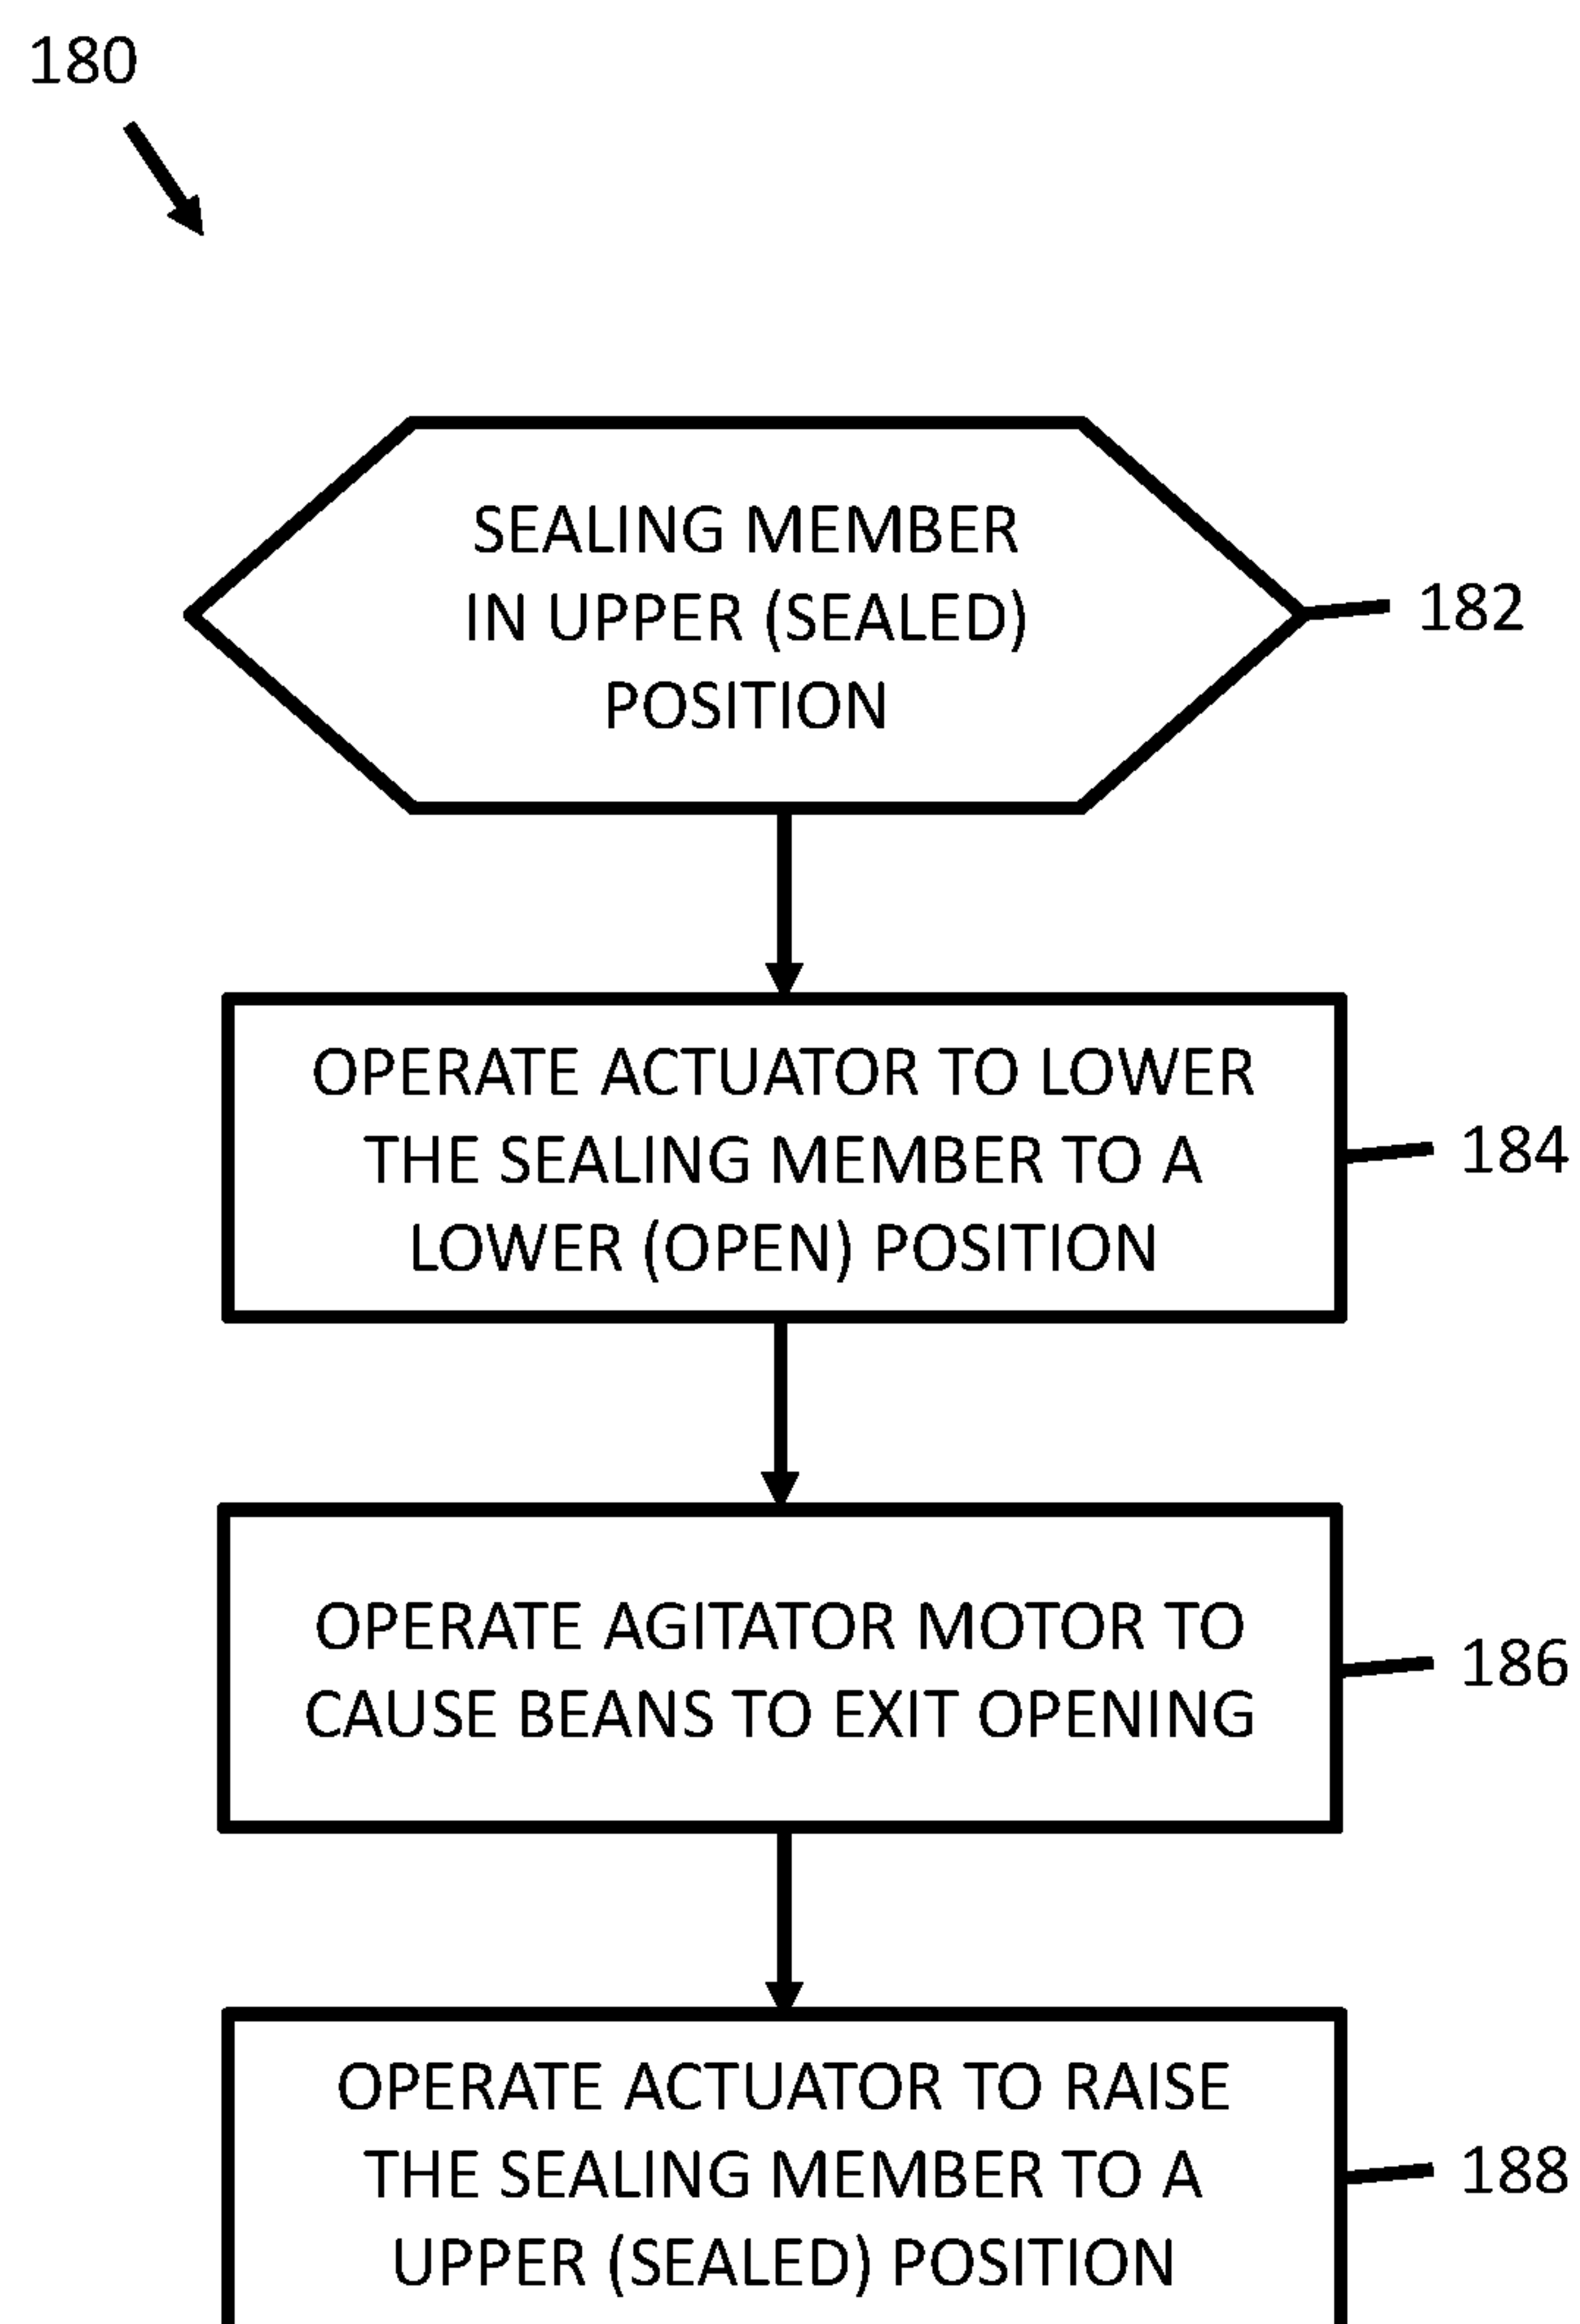 180
SEALING MEMBER
IN UPPER (SEALED)
POSITION
182
OPERATE ACTUATOR TO LOWER
THE SEALING MEMBER TO A
LOWER (OPEN) POSITION
184
OPERATE AGITATOR MOTOR TO
CAUSE BEANS TO EXIT OPENING
186
OPERATE ACTUATOR TO RAISE
THE SEALING MEMBER TO A
UPPER (SEALED) POSITION
188